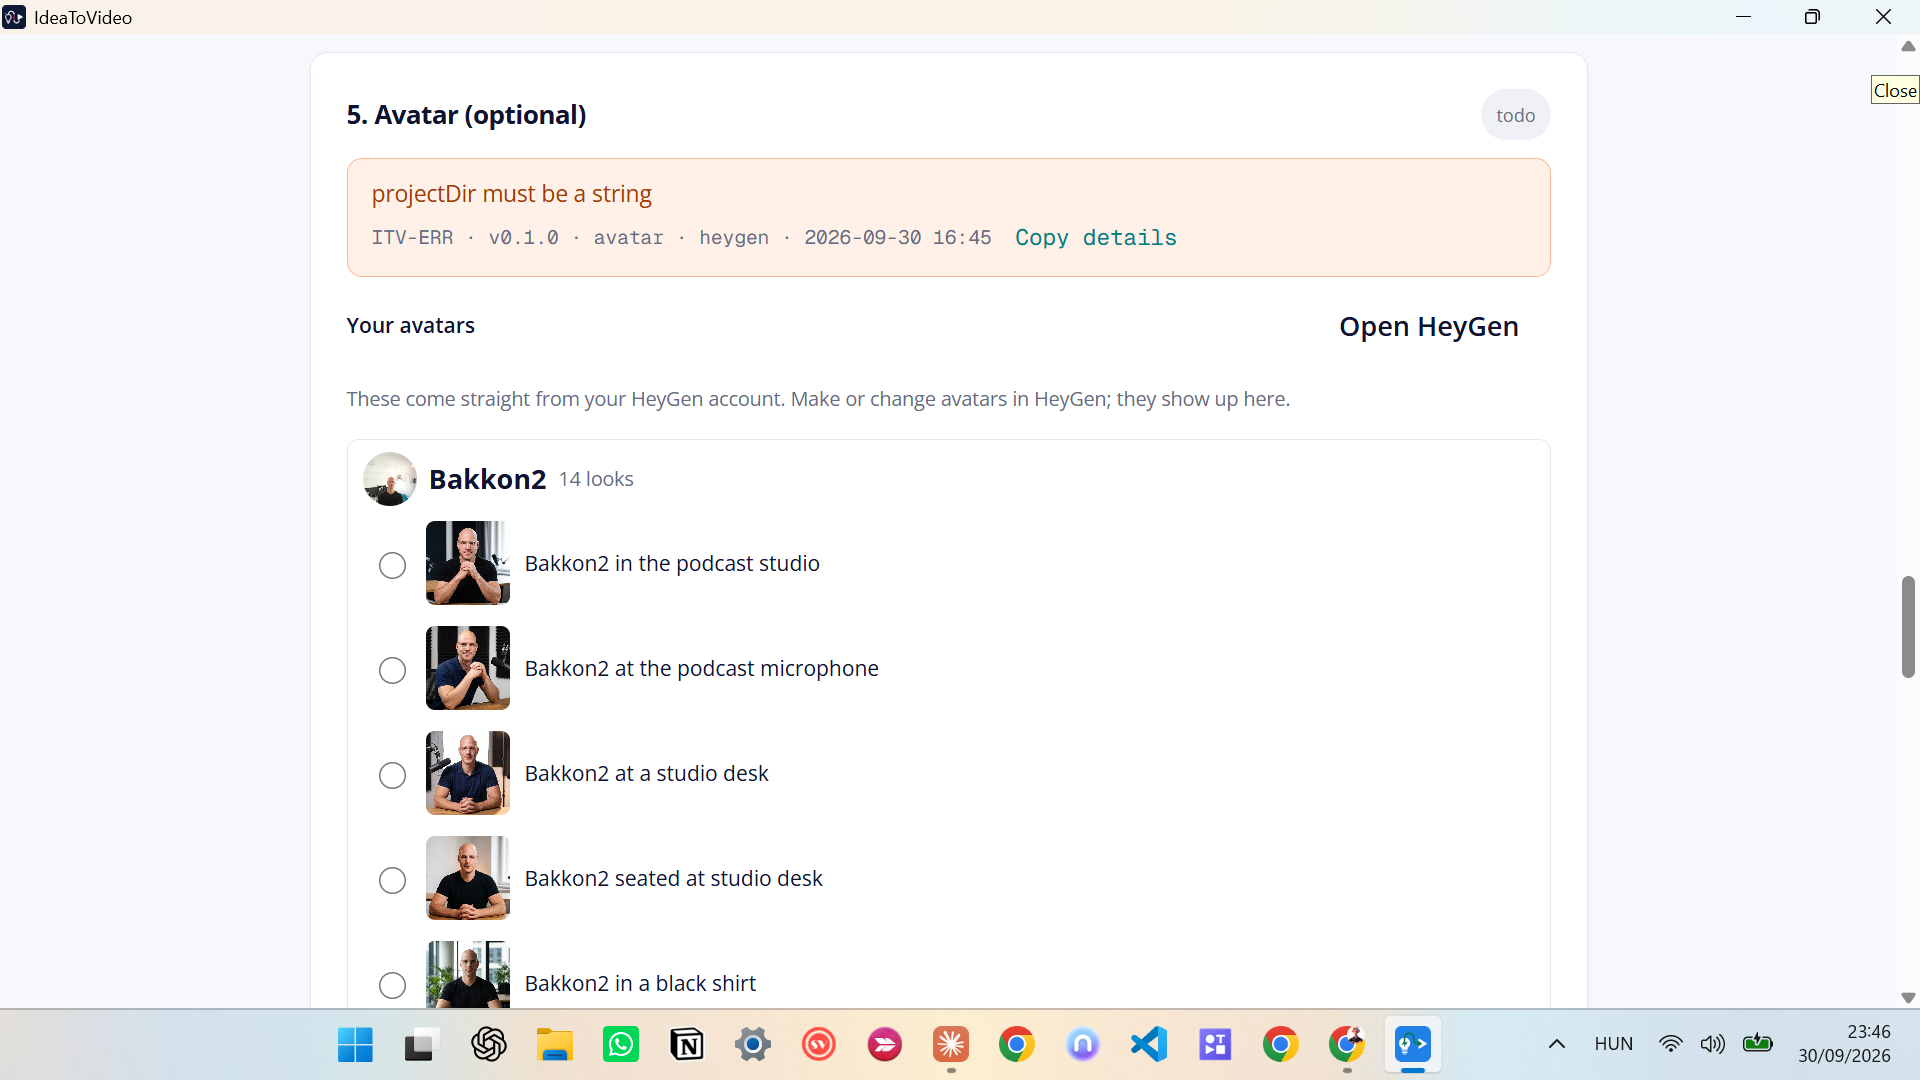 IdeaToVideo
Close
5. Avatar (optional)
todo
projectDir must be a string
ITV-ERR · v0.1.0 · avatar · heygen · 2026-09-30 16:45 Copy details
Your avatars
Open HeyGen
These come straight from your HeyGen account. Make or change avatars in HeyGen; they show up here.
Bakkon2 14 looks
Bakkon2 in the podcast studio
Bakkon2 at the podcast microphone
Bakkon2 at a studio desk
Bakkon2 seated at studio desk
Bakkon2 in a black shirt
HUN
23:46
30/09/2026